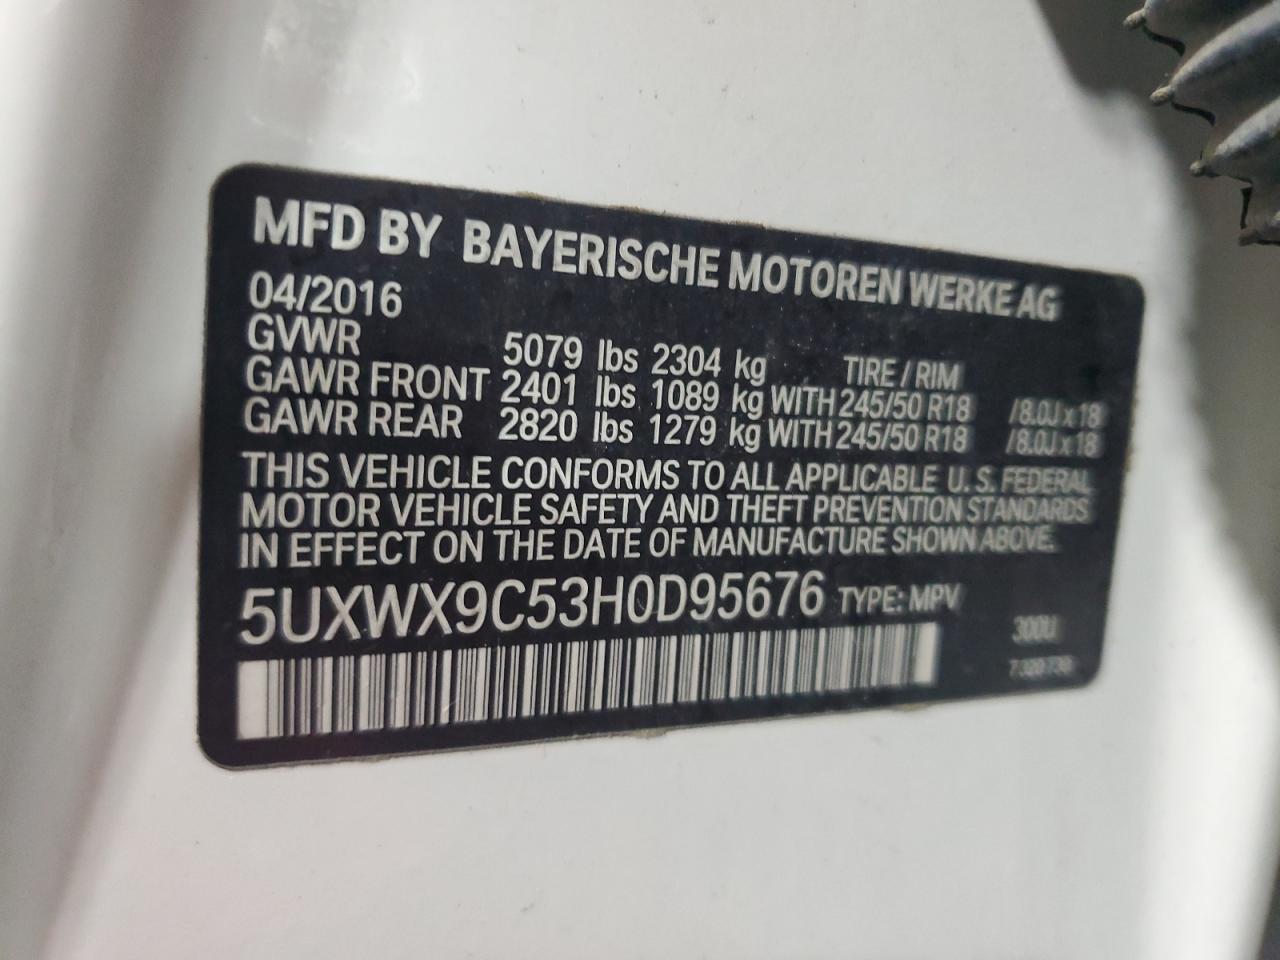 MFD BY BAYERISCHE MOTOREN WERKE AG
04/2016
GVWR 5079 lbs 2304 kg TIRE / RIM
GAWR FRONT 2401 lbs 1089 kg WITH 245/50 R18 /8.0J x 18
GAWR REAR 2820 lbs 1279 kg WITH 245/50 R18 /8.0J x 18
THIS VEHICLE CONFORMS TO ALL APPLICABLE U. S. FEDERAL
MOTOR VEHICLE SAFETY AND THEFT PREVENTION STANDARDS
IN EFFECT ON THE DATE OF MANUFACTURE SHOWN ABOVE.
5UXWX9C53H0D95676 TYPE: MPV
300U